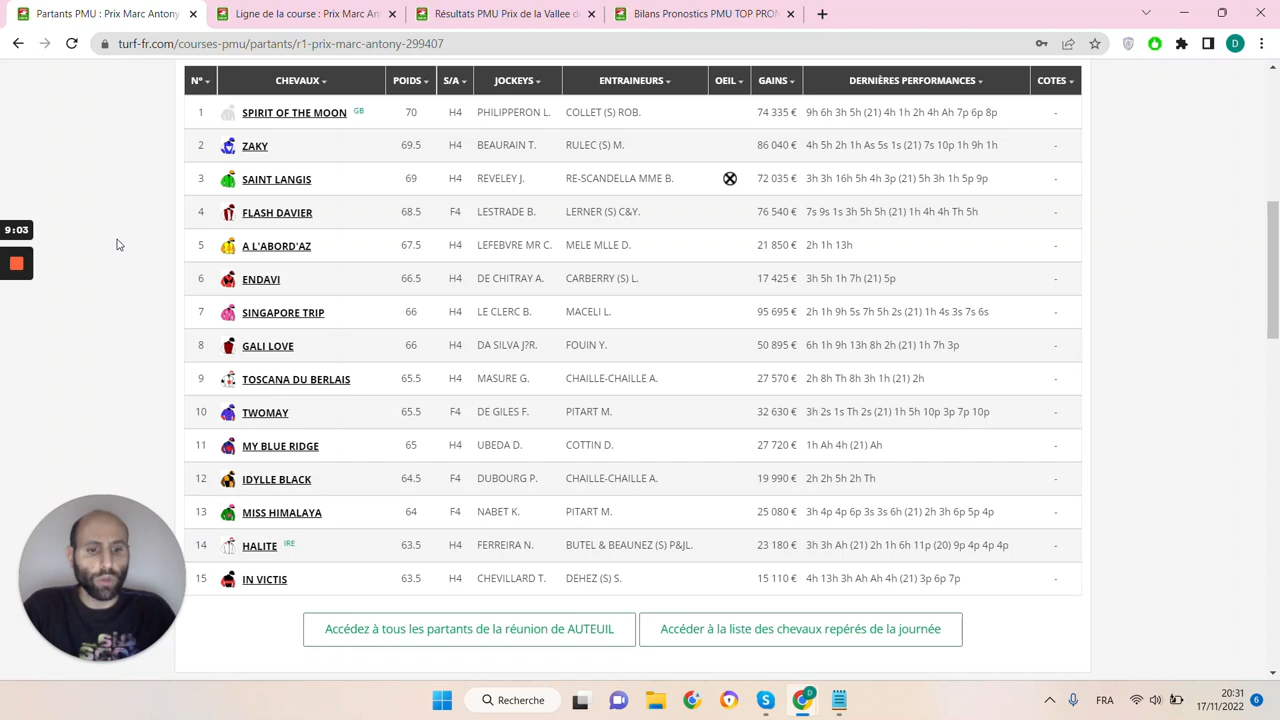 Partants PMU : Prix Marc Antony
Ligne de la course : Prix Marc An
Résultats PMU Prix de la Vallee d
Bilans Pronostics PMU TOP PRON
turf-fr.com/courses-pmu/partants/r1-prix-marc-antony-299407
D
N° CHEVAUX POIDS S/A JOCKEYS ENTRAINEURS OEIL GAINS DERNIÈRES PERFORMANCES COTES
1 SPIRIT OF THE MOON GB 70 H4 PHILIPPERON L. COLLET (S) ROB. 74 335 € 9h 6h 3h 5h (21) 4h 1h 2h 4h Ah 7p 6p 8p -
2 ZAKY 69.5 H4 BEAURAIN T. RULEC (S) M. 86 040 € 4h 5h 2h 1h As 5s 1s (21) 7s 10p 1h 9h 1h -
3 SAINT LANGIS 69 H4 REVELEY J. RE-SCANDELLA MME B. 72 035 € 3h 3h 16h 5h 4h 3p (21) 5h 3h 1h 5p 9p -
4 FLASH DAVIER 68.5 F4 LESTRADE B. LERNER (S) C&Y. 76 540 € 7s 9s 1s 3h 5h 5h (21) 1h 4h 4h Th 5h -
5 A L'ABORD'AZ 67.5 H4 LEFEBVRE MR C. MELE MLLE D. 21 850 € 2h 1h 13h -
6 ENDAVI 66.5 H4 DE CHITRAY A. CARBERRY (S) L. 17 425 € 3h 5h 1h 7h (21) 5p -
7 SINGAPORE TRIP 66 H4 LE CLERC B. MACELI L. 95 695 € 2h 1h 9h 5s 7h 5h 2s (21) 1h 4s 3s 7s 6s -
8 GALI LOVE 66 H4 DA SILVA J?R. FOUIN Y. 50 895 € 6h 1h 9h 13h 8h 2h (21) 1h 7h 3p -
9 TOSCANA DU BERLAIS 65.5 H4 MASURE G. CHAILLE-CHAILLE A. 27 570 € 2h 8h Th 8h 3h 1h (21) 2h -
10 TWOMAY 65.5 F4 DE GILES F. PITART M. 32 630 € 3h 2s 1s Th 2s (21) 1h 5h 10p 3p 7p 10p -
11 MY BLUE RIDGE 65 H4 UBEDA D. COTTIN D. 27 720 € 1h Ah 4h (21) Ah -
12 IDYLLE BLACK 64.5 F4 DUBOURG P. CHAILLE-CHAILLE A. 19 990 € 2h 2h 5h 2h Th -
13 MISS HIMALAYA 64 F4 NABET K. PITART M. 25 080 € 3h 4p 4p 6p 3s 3s 6h (21) 2h 3h 6p 5p 4p -
14 HALITE IRE 63.5 H4 FERREIRA N. BUTEL & BEAUNEZ (S) P&JL. 23 180 € 3h 3h Ah (21) 2h 1h 6h 11p (20) 9p 4p 4p 4p -
15 IN VICTIS 63.5 H4 CHEVILLARD T. DEHEZ (S) S. 15 110 € 4h 13h 3h Ah Ah 4h (21) 3p 6p 7p -
9:03
Accédez à tous les partants de la réunion de AUTEUIL
Accéder à la liste des chevaux repérés de la journée
Recherche
D
FRA
20:31
17/11/2022
6